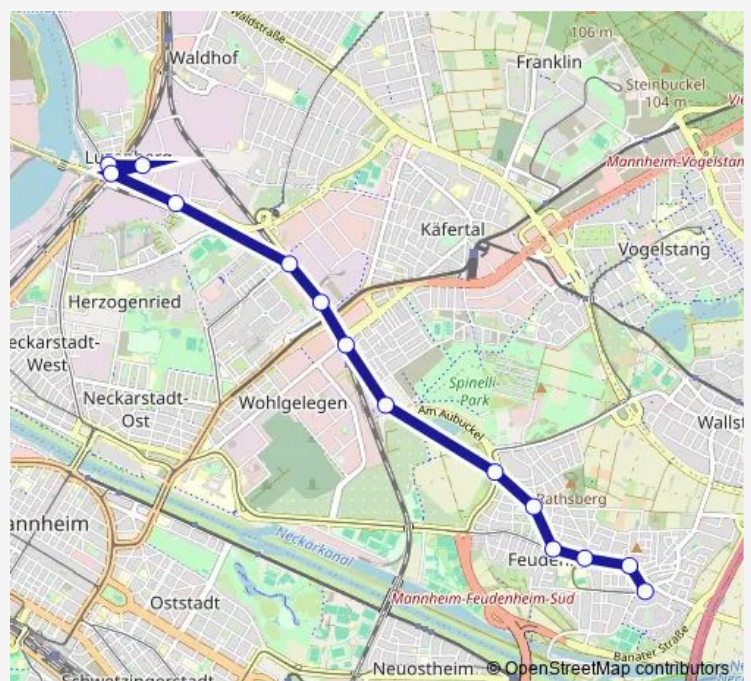 Waldstraße
106 m
Waldhof
Franklin
Steinbuckel
104 m
Mannheim-Vogelstan
Käfertal
Vogelstang
Herzogenried
eckarstadt-
West
Neckarstadt-
Ost
Wohlgelegen
Spinelli-
Park
Am Aubuckel
Wallst
Rathsberg
annheim
Neckarkanal
Feuden
Mannheim-Feudenheim-Süd
Oststadt
Banater Straße
Neuostheim
© OpenStreetMap contributors
Schwetzingerstadt